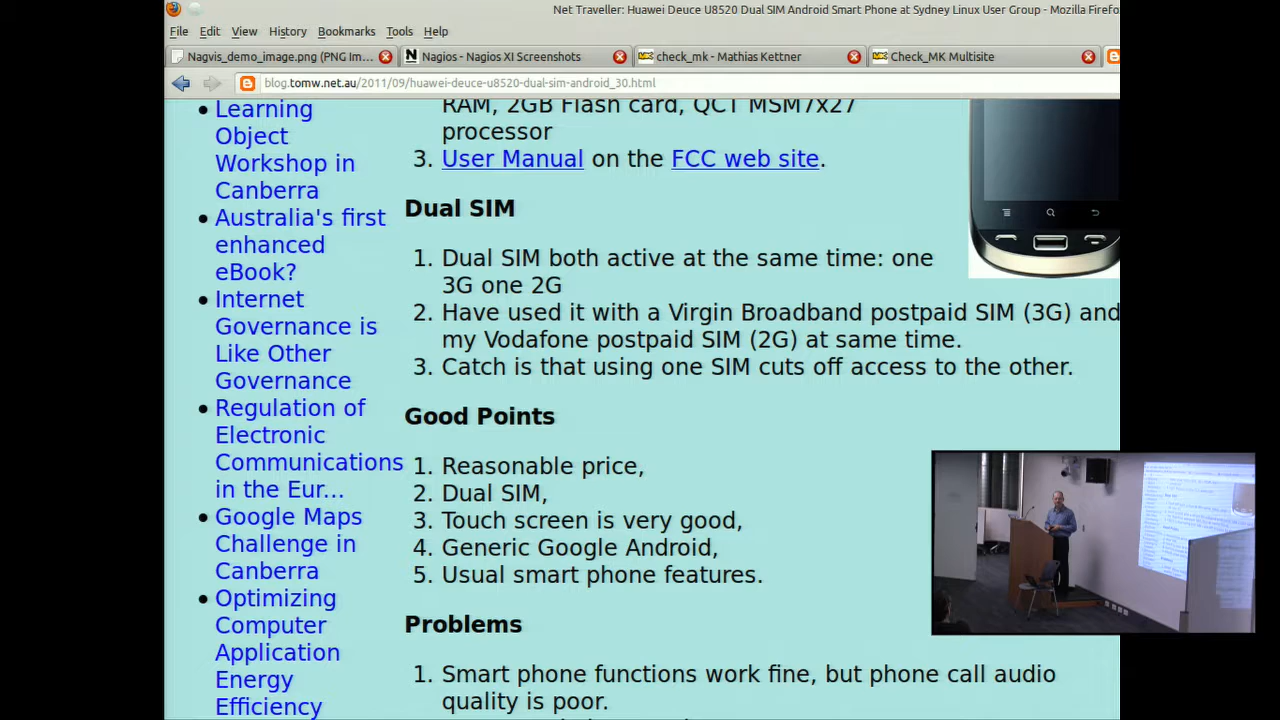 Net Traveller: Huawei Deuce U8520 Dual SIM Android Smart Phone at Sydney Linux User Group - Mozilla Firefo
File Edit View History Bookmarks Tools Help
Nagvis_demo_image.png (PNG Im... Nagios - Nagios XI Screenshots check_mk - Mathias Kettner Check_MK Multisite
blog.tomw.net.au/2011/09/huawei-deuce-u8520-dual-sim-android_30.html
Learning
Object
Workshop in
Canberra
Australia's first
enhanced
eBook?
Internet
Governance is
Like Other
Governance
Regulation of
Electronic
Communications
in the Eur...
Google Maps
Challenge in
Canberra
Optimizing
Computer
Application
Energy
Efficiency
RAM, 2GB Flash card, QCT MSM7x27
processor
3. User Manual on the FCC web site.
Dual SIM
1. Dual SIM both active at the same time: one
3G one 2G
2. Have used it with a Virgin Broadband postpaid SIM (3G) and
my Vodafone postpaid SIM (2G) at same time.
3. Catch is that using one SIM cuts off access to the other.
Good Points
1. Reasonable price,
2. Dual SIM,
3. Touch screen is very good,
4. Generic Google Android,
5. Usual smart phone features.
Problems
1. Smart phone functions work fine, but phone call audio
quality is poor.